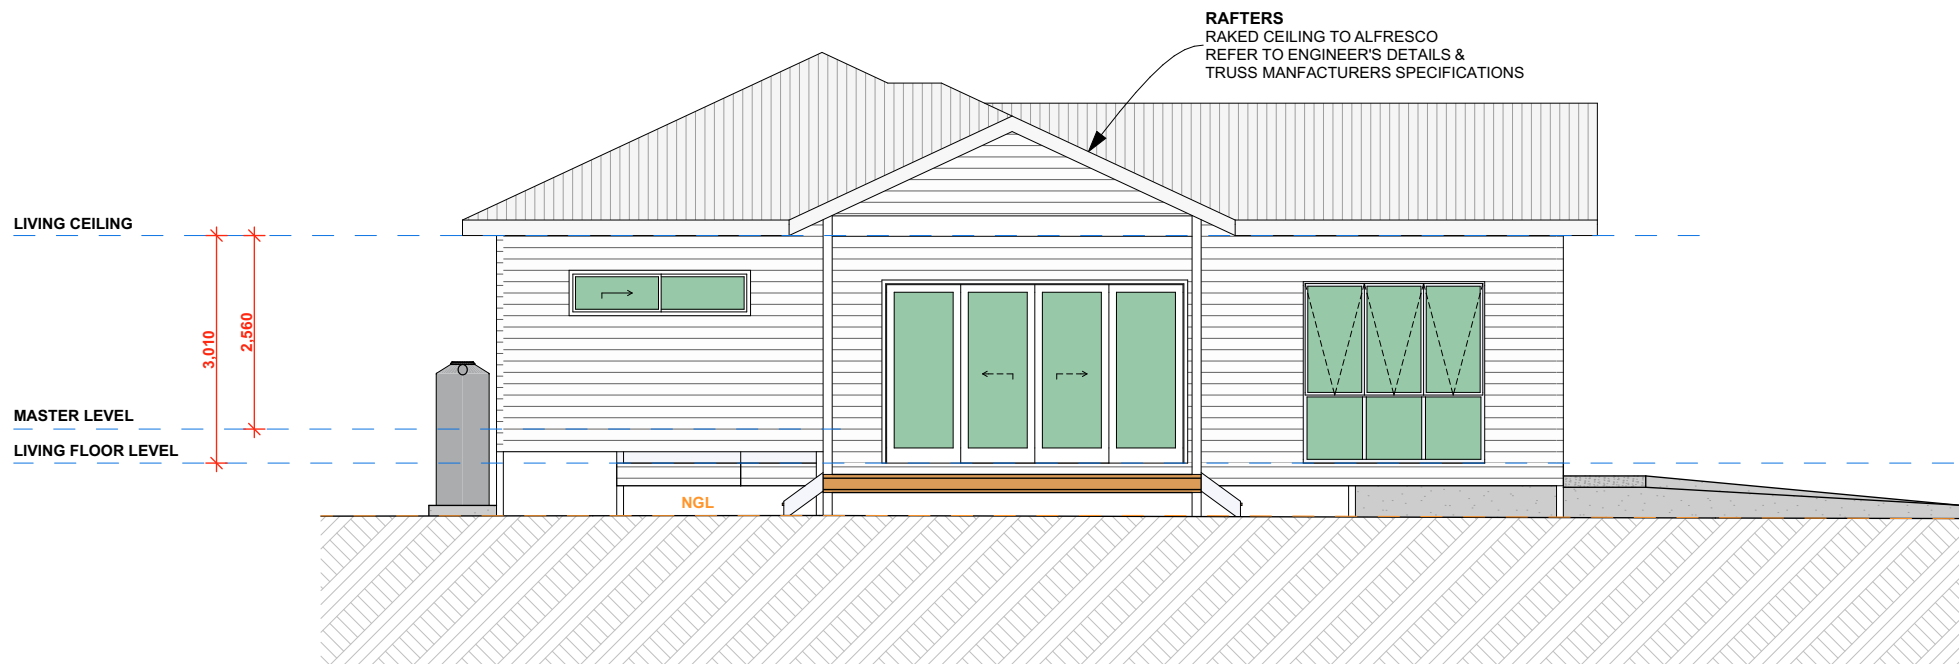 RAFTERS
RAKED CEILING TO ALFRESCO
REFER TO ENGINEER'S DETAILS &
TRUSS MANFACTURERS SPECIFICATIONS
LIVING CEILING
3,010
2,560
MASTER LEVEL
LIVING FLOOR LEVEL
NGL